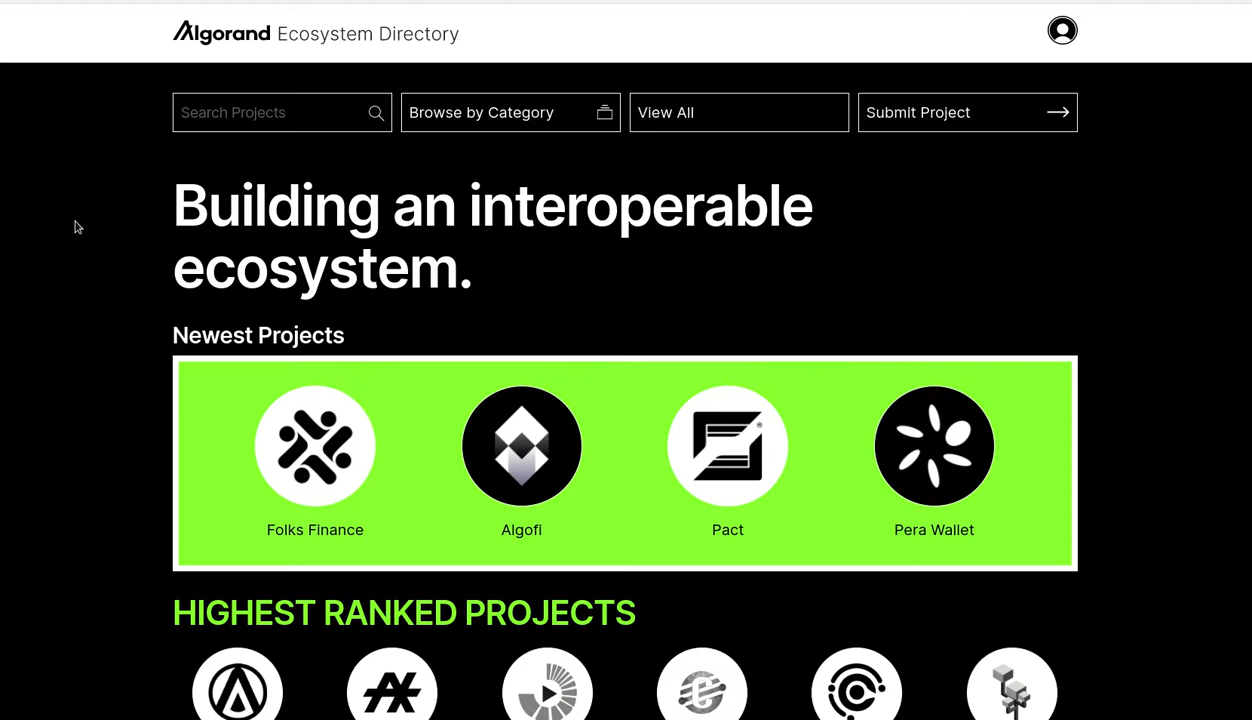 Algorand Ecosystem Directory
Search Projects
Browse by Category
View All
Submit Project
Building an interoperable
ecosystem.
Newest Projects
Folks Finance
Algofi
Pact
Pera Wallet
HIGHEST RANKED PROJECTS